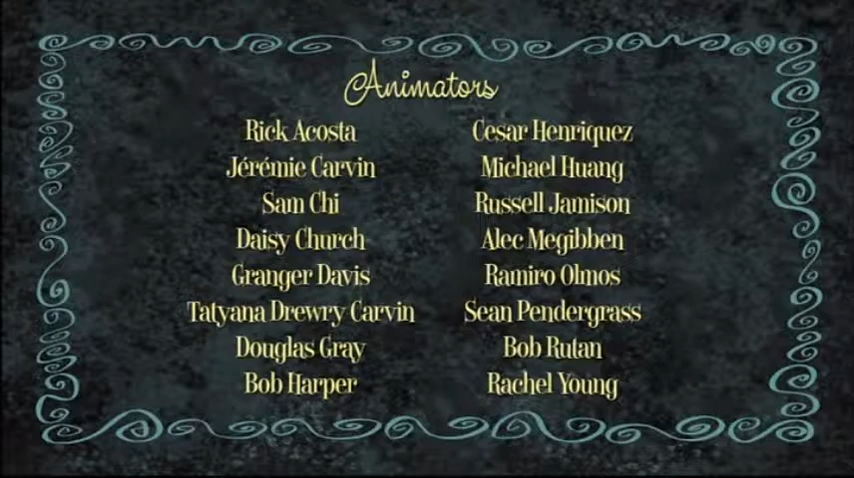 Animators
Rick Acosta
Jérémie Carvin
Sam Chi
Daisy Church
Granger Davis
Tatyana Drewry Carvin
Douglas Gray
Bob Harper
Cesar Henriquez
Michael Huang
Russell Jamison
Alec Megibben
Ramiro Olmos
Sean Pendergrass
Bob Rutan
Rachel Young